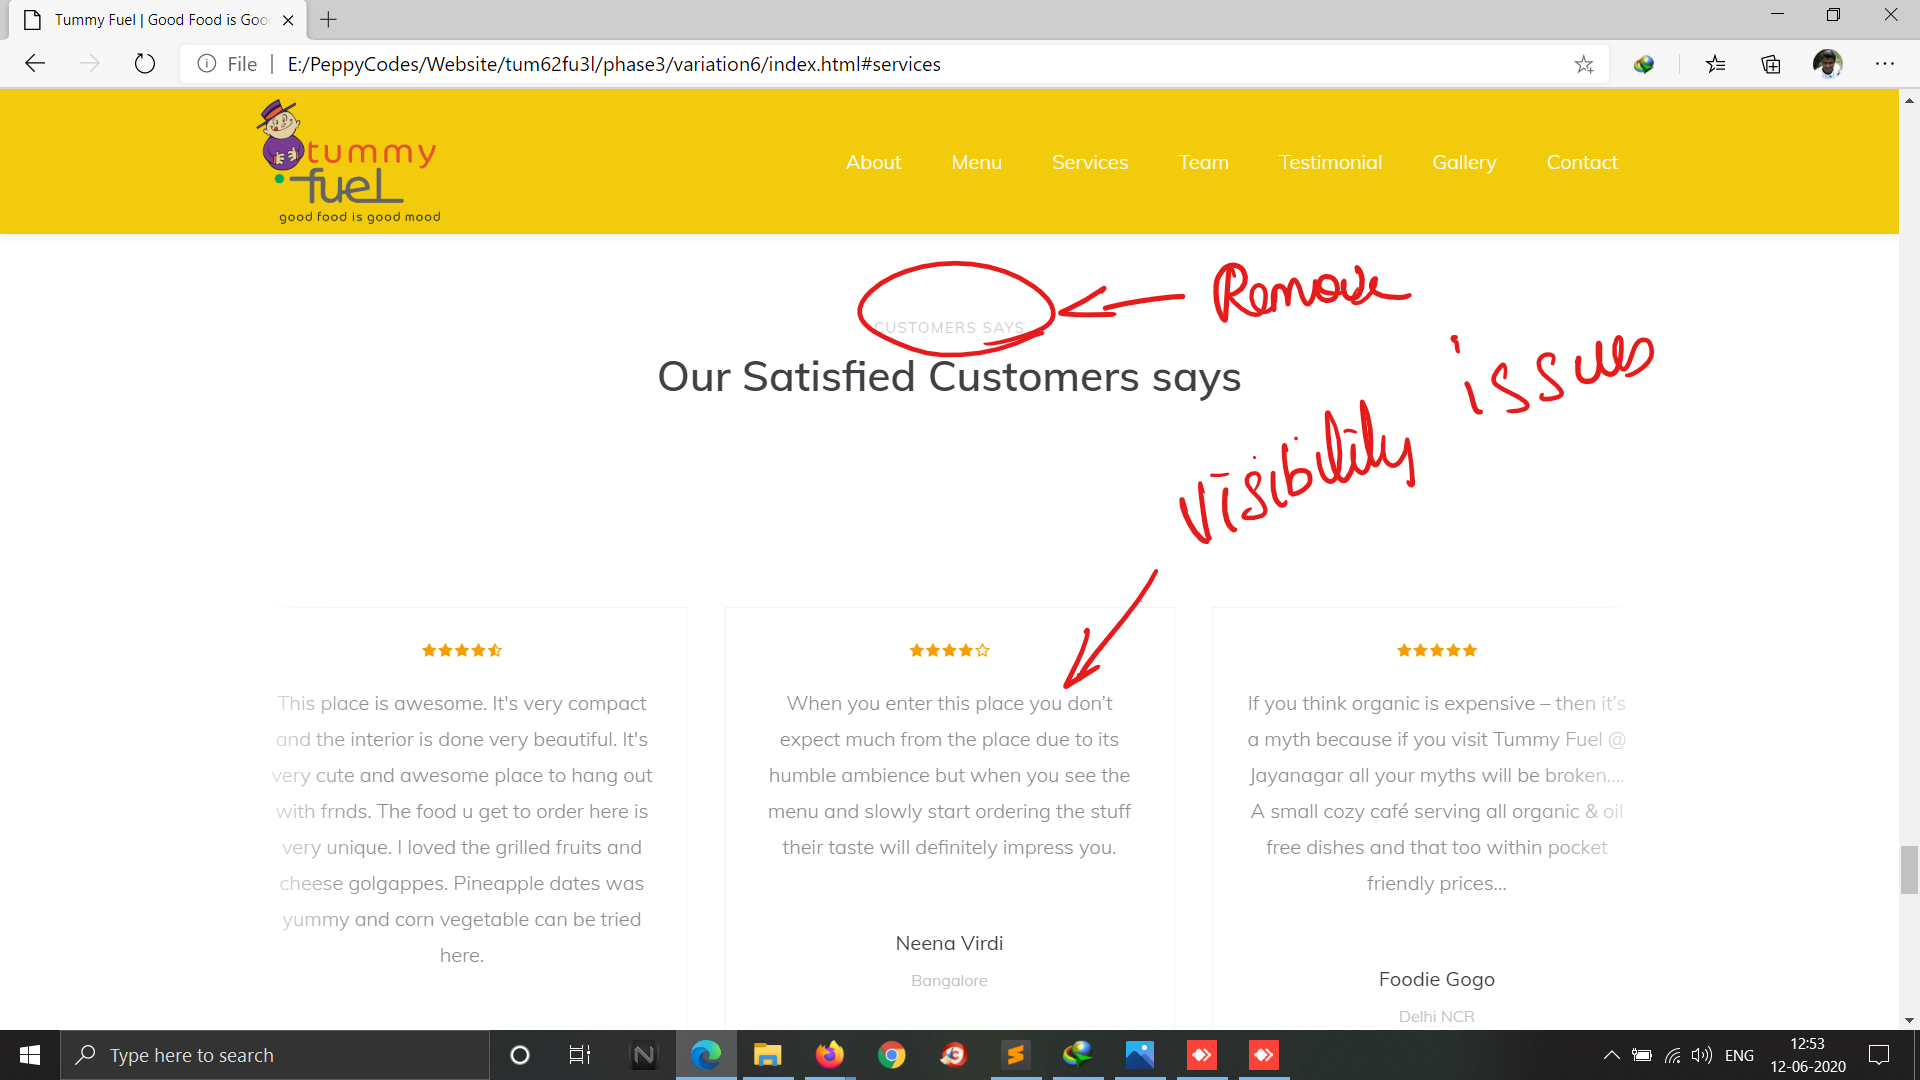 Tummy Fuel | Good Food is Goo
File | E:/PeppyCodes/Website/tum62fu3l/phase3/variation6/index.html#services
tummy
fuel
good food is good mood
About Menu Services Team Testimonial Gallery Contact
Remove
CUSTOMERS SAYS
Our Satisfied Customers says
visibility issues
This place is awesome. It's very compact
and the interior is done very beautiful. It's
very cute and awesome place to hang out
with frnds. The food u get to order here is
very unique. I loved the grilled fruits and
cheese golgappes. Pineapple dates was
yummy and corn vegetable can be tried
here.
When you enter this place you don't
expect much from the place due to its
humble ambience but when you see the
menu and slowly start ordering the stuff
their taste will definitely impress you.
Neena Virdi
Bangalore
If you think organic is expensive – then it's
a myth because if you visit Tummy Fuel @
Jayanagar all your myths will be broken....
A small cozy café serving all organic & oil
free dishes and that too within pocket
friendly prices...
Foodie Gogo
Delhi NCR
Type here to search
ENG
12:53
12-06-2020